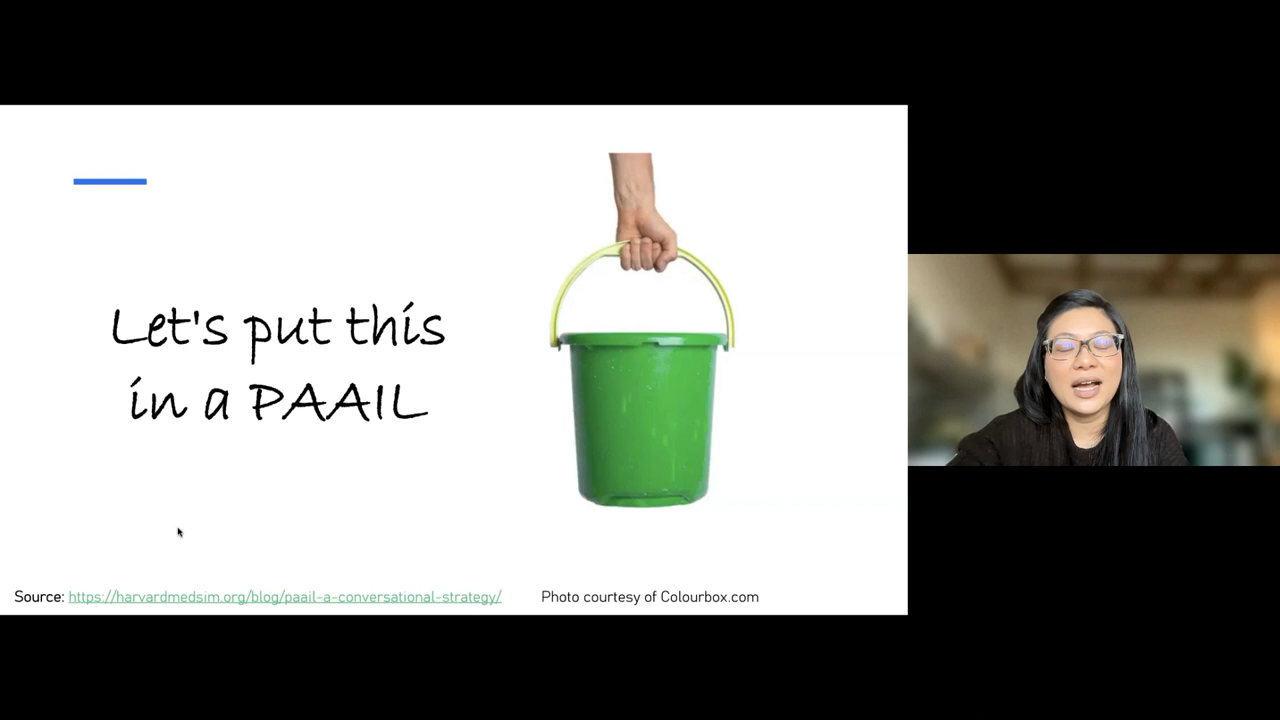 Let's put this
in a PAAIL
Source: https://harvardmedsim.org/blog/paail-a-conversational-strategy/
Photo courtesy of Colourbox.com